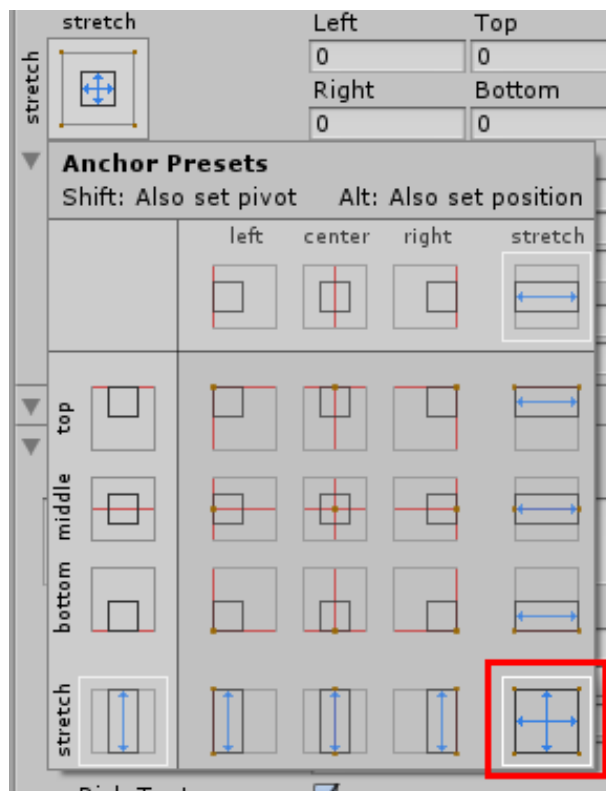 stretch Left Top
stretch
0 0
Right Bottom
0 0
Anchor Presets
Shift: Also set pivot Alt: Also set position
left center right stretch
top
middle
bottom
stretch